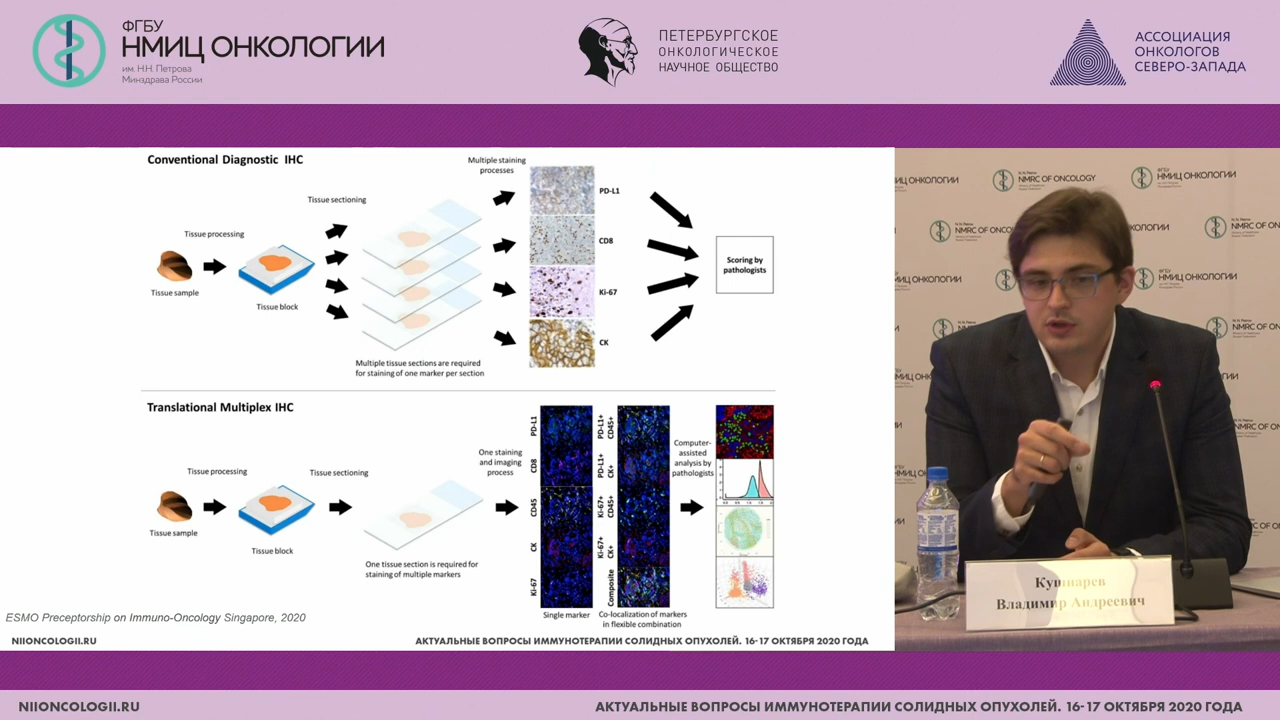 ФГБУ
НМИЦ ОНКОЛОГИИ
им. Н.Н. Петрова
Минздрава России
ПЕТЕРБУРГСКОЕ
ОНКОЛОГИЧЕСКОЕ
НАУЧНОЕ ОБЩЕСТВО
АССОЦИАЦИЯ
ОНКОЛОГОВ
СЕВЕРО-ЗАПАДА
Conventional Diagnostic IHC
Tissue processing
Tissue sample
Tissue block
Tissue sectioning
Multiple tissue sections are required
for staining of one marker per section
Multiple staining
processes
PD-L1
CD8
Ki-67
CK
Scoring by
pathologists
Translational Multiplex IHC
Tissue processing
Tissue sample
Tissue block
Tissue sectioning
One tissue section is required for
staining of multiple markers
One staining
and imaging
process
PD-L1
CD8
CD45
CK
Ki-67
Single marker
PD-L1+
CD45+
PD-L1+
CK+
Ki-67+
CD45+
Ki-67+
CK+
Composite
Co-localization of markers
in flexible combination
Computer-
assisted
analysis by
pathologists
ESMO Preceptorship on Immuno-Oncology Singapore, 2020
NIIONCOLOGII.RU
АКТУАЛЬНЫЕ ВОПРОСЫ ИММУНОТЕРАПИИ СОЛИДНЫХ ОПУХОЛЕЙ. 16-17 ОКТЯБРЯ 2020 ГОДА
NMRC OF ONCOLOGY
ФГБУ
НМИЦ ОНКОЛОГИИ
Кушнарев
Владимир Андреевич
NIIONCOLOGII.RU
АКТУАЛЬНЫЕ ВОПРОСЫ ИММУНОТЕРАПИИ СОЛИДНЫХ ОПУХОЛЕЙ. 16-17 ОКТЯБРЯ 2020 ГОДА